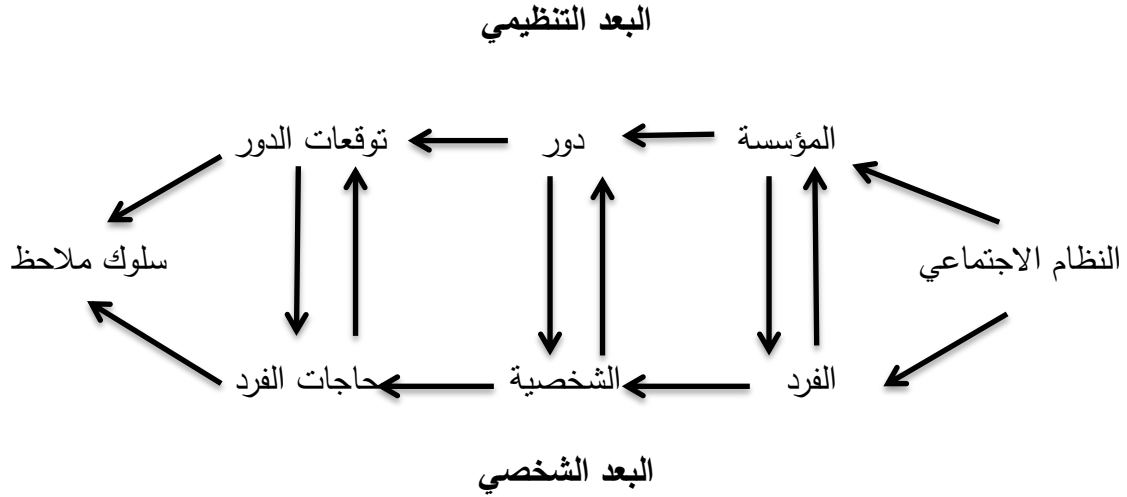 البعد التنظيمي
المؤسسة دور توقعات الدور
النظام الاجتماعي سلوك ملاحظ
الفرد الشخصية حاجات الفرد
البعد الشخصي